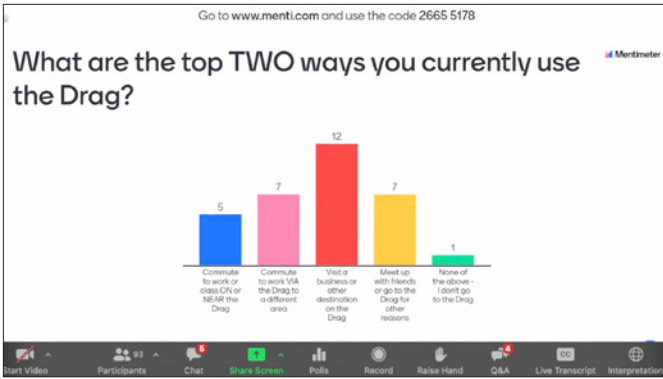 Go to www.menti.com and use the code 2665 5178
What are the top TWO ways you currently use
the Drag?
Mentimeter
5
7
12
7
1
Commute
to work or
class ON or
NEAR the
Drag
Commute
to work VIA
the Drag to
a different
area
Visit a
business or
other
destination
on the
Drag
Meet up
with friends
or go to the
Drag for
other
reasons
None of
the above -
I don't go
to the Drag
Start Video
93
Participants
5
Chat
Share Screen
Polls
Record
Raise Hand
4
Q&A
CC
Live Transcript
Interpretation